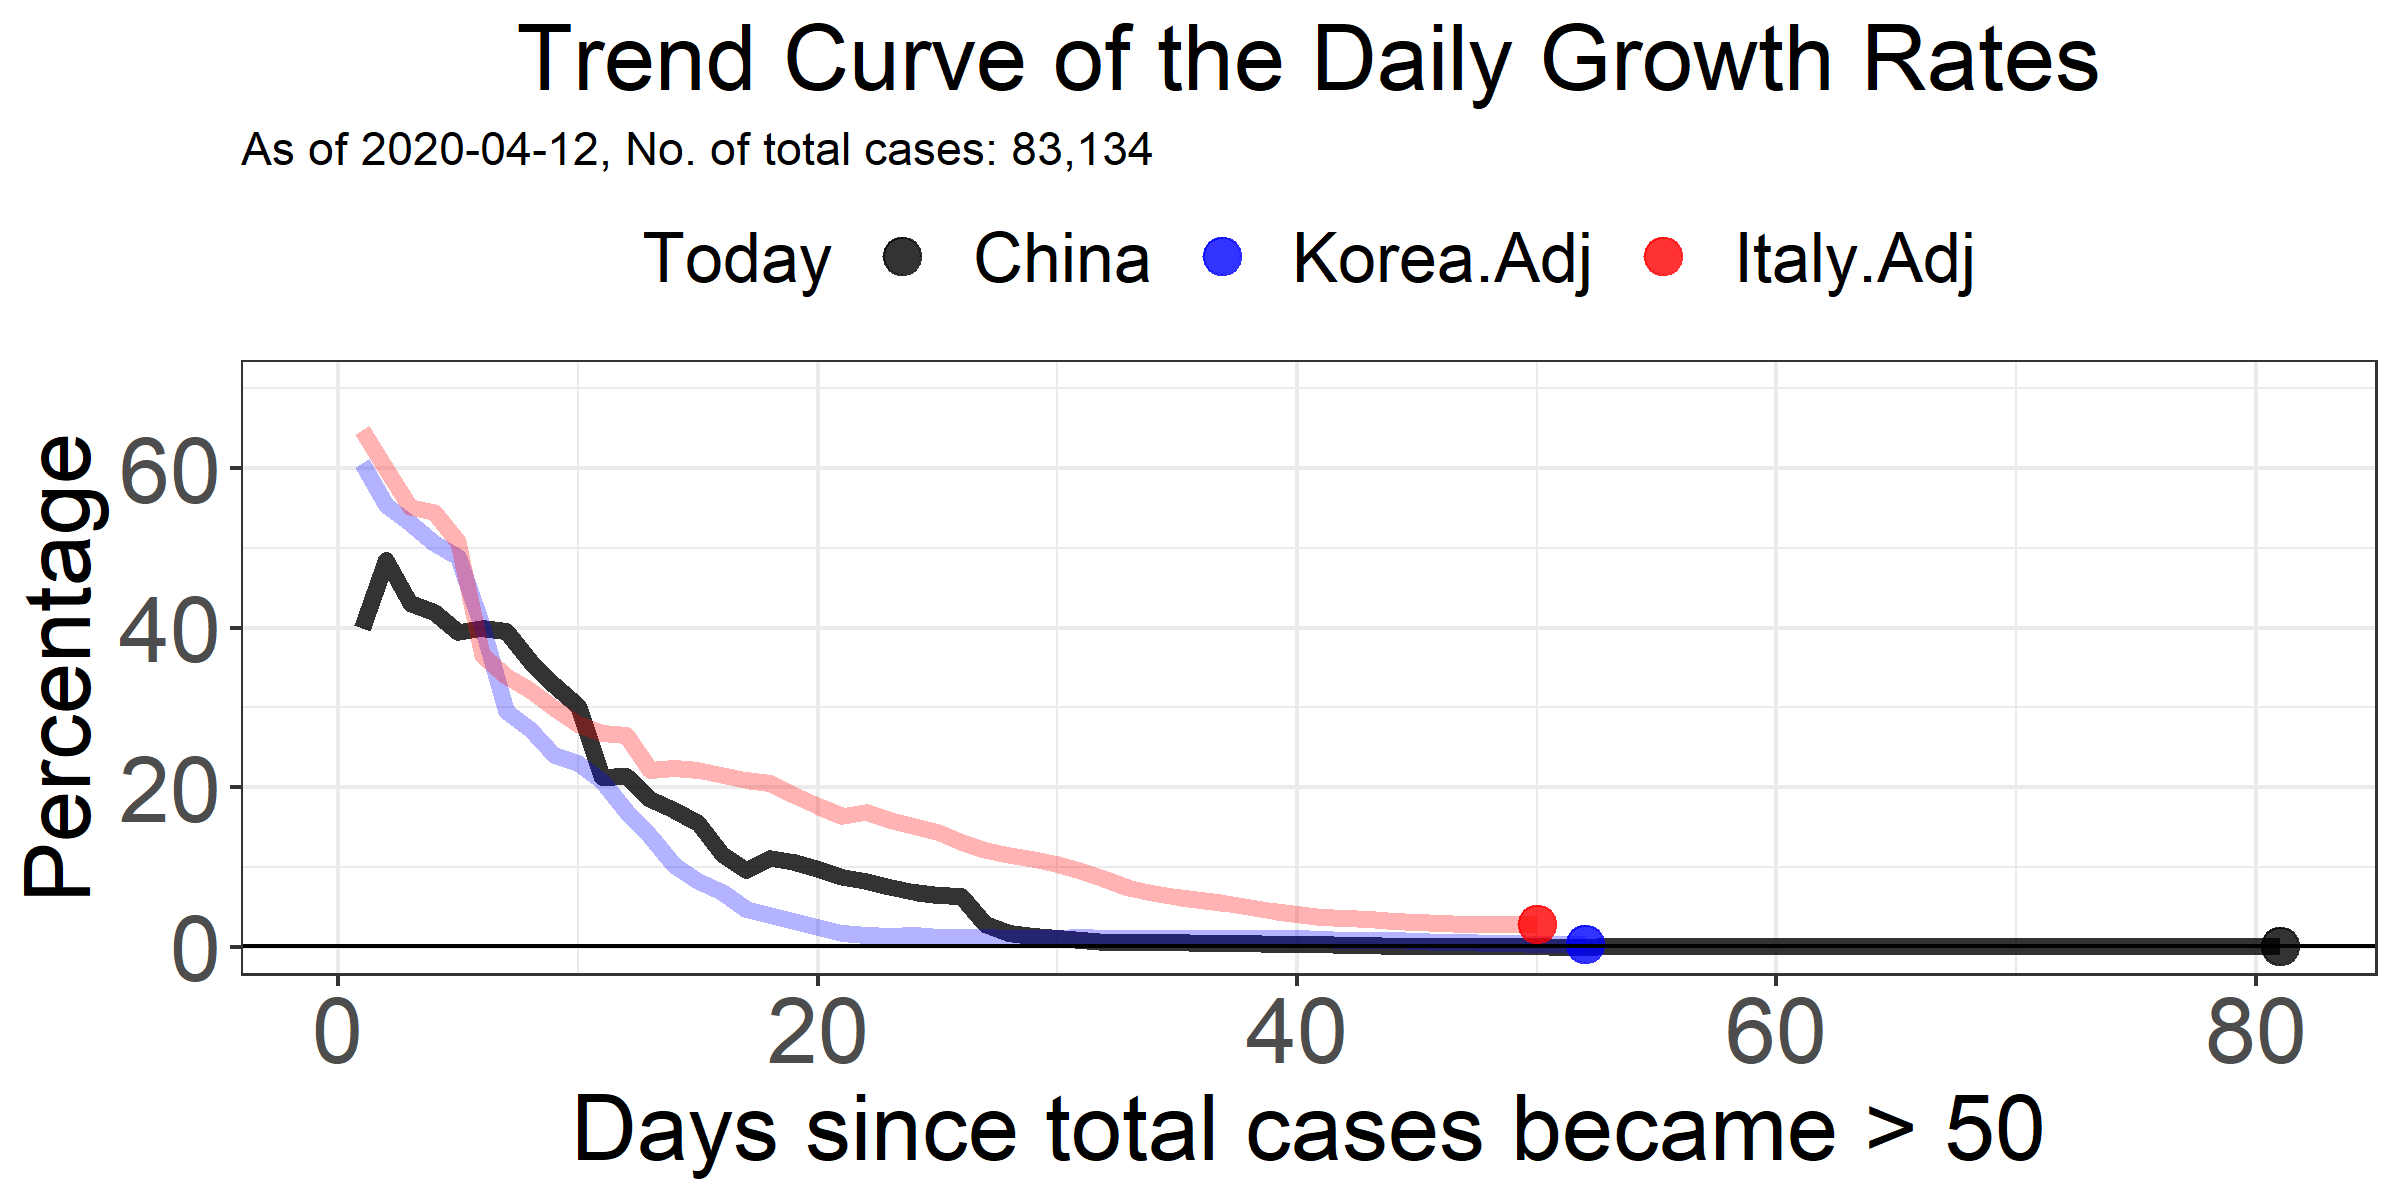 Trend Curve of the Daily Growth Rates
As of 2020-04-12, No. of total cases: 83,134
Today China Korea.Adj Italy.Adj
Percentage
60
40
20
0
0 20 40 60 80
Days since total cases became > 50